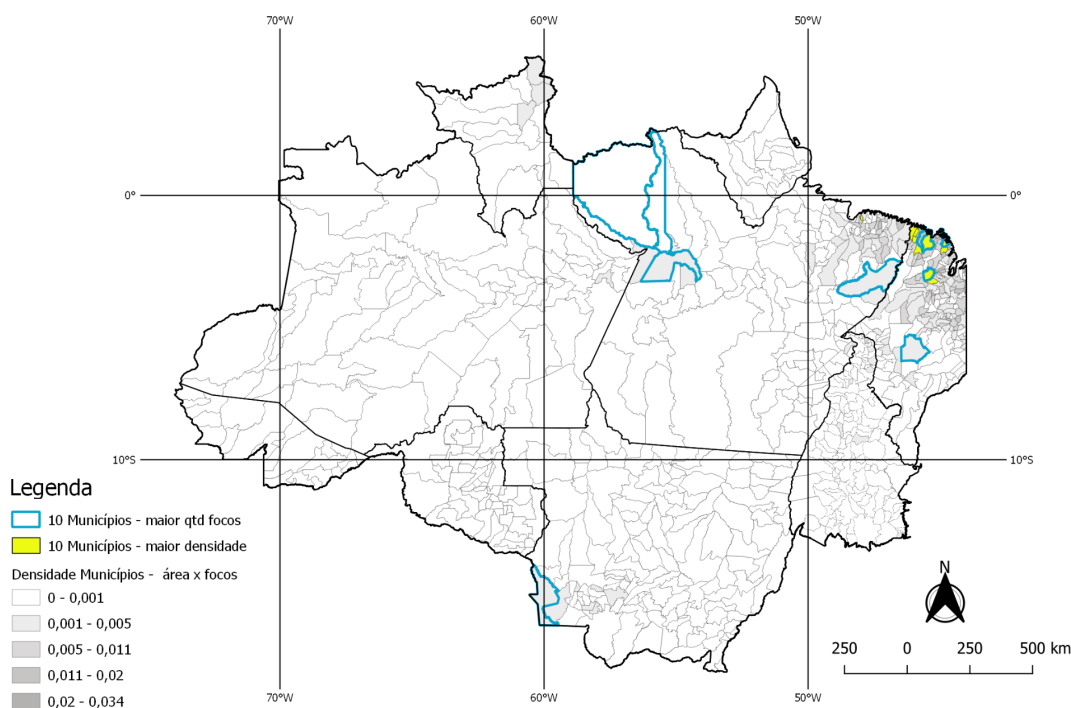 70°W 60°W 50°W
0° 0°
10°S 10°S
Legenda
10 Municípios - maior qtd focos
10 Municípios - maior densidade
Densidade Municípios - área x focos
0 - 0,001
0,001 - 0,005
0,005 - 0,011
0,011 - 0,02
0,02 - 0,034
N
250 0 250 500 km
70°W 60°W 50°W